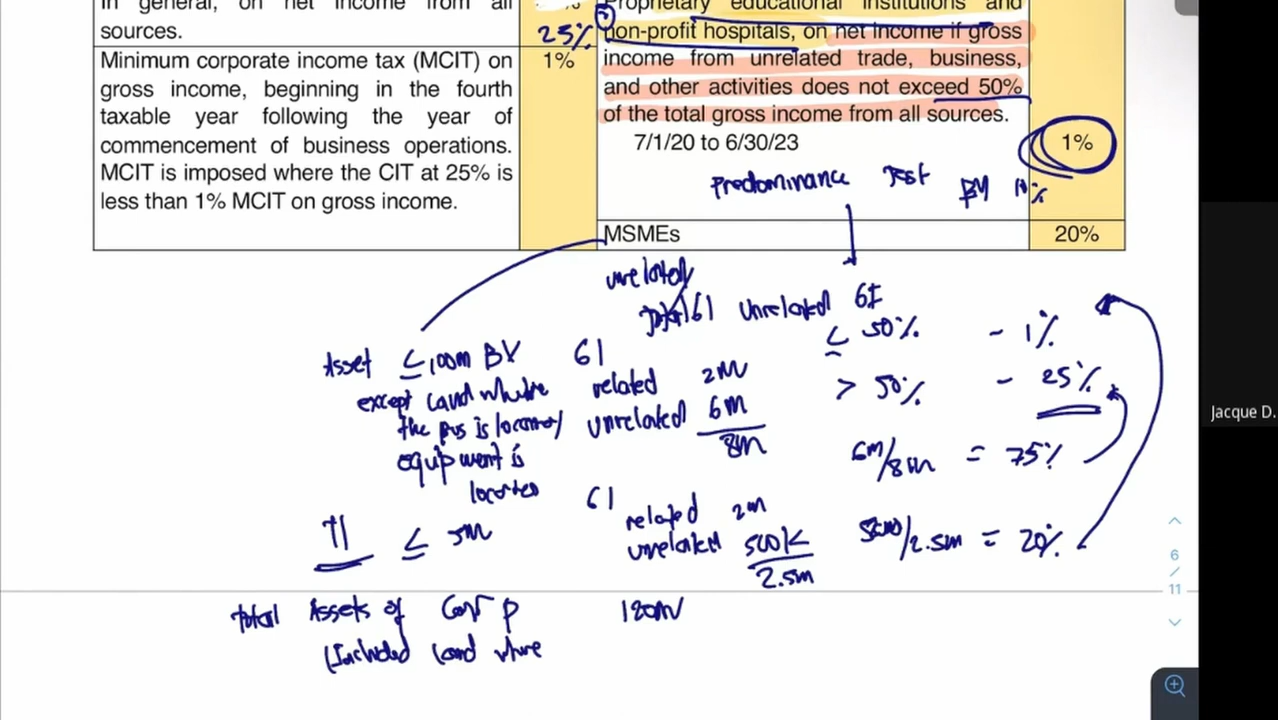 In general, on net income from all
sources.
25%
Minimum corporate income tax (MCIT) on
gross income, beginning in the fourth
taxable year following the year of
commencement of business operations.
MCIT is imposed where the CIT at 25% is
less than 1% MCIT on gross income.
1%
Proprietary educational institutions and
non-profit hospitals, on net income if gross
income from unrelated trade, business,
and other activities does not exceed 50%
of the total gross income from all sources.
7/1/20 to 6/30/23
1%
Predominance Test
10%
MSMEs
20%
unrelated
Unrelated GI
≤ 50% - 1%
> 50% - 25%
Asset ≤ 100m BV
except land where
the bus is located
equipment is
located
GI
related 2M
unrelated 6M
8M
6M/8M = 75%
TI ≤ 5M
GI
related 2M
unrelated 500K
2.5M
500/2.5M = 20%
Total Assets of Corp 120M
(Included land where
Jacque D.
6
/
11